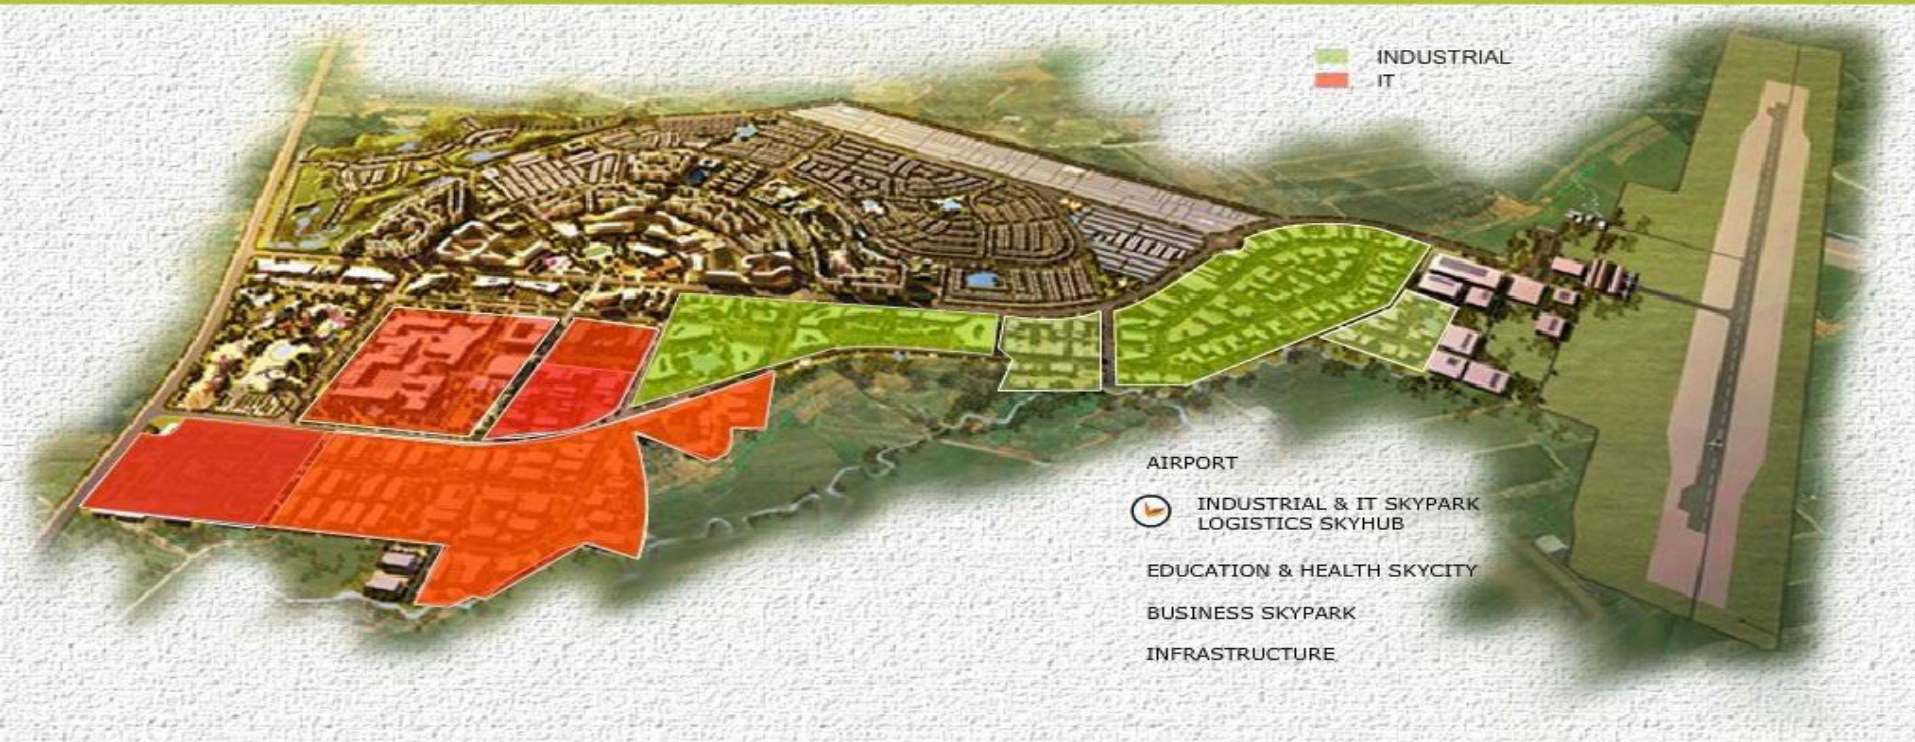 INDUSTRIAL
IT
AIRPORT
INDUSTRIAL & IT SKYPARK
LOGISTICS SKYHUB
EDUCATION & HEALTH SKYCITY
BUSINESS SKYPARK
INFRASTRUCTURE